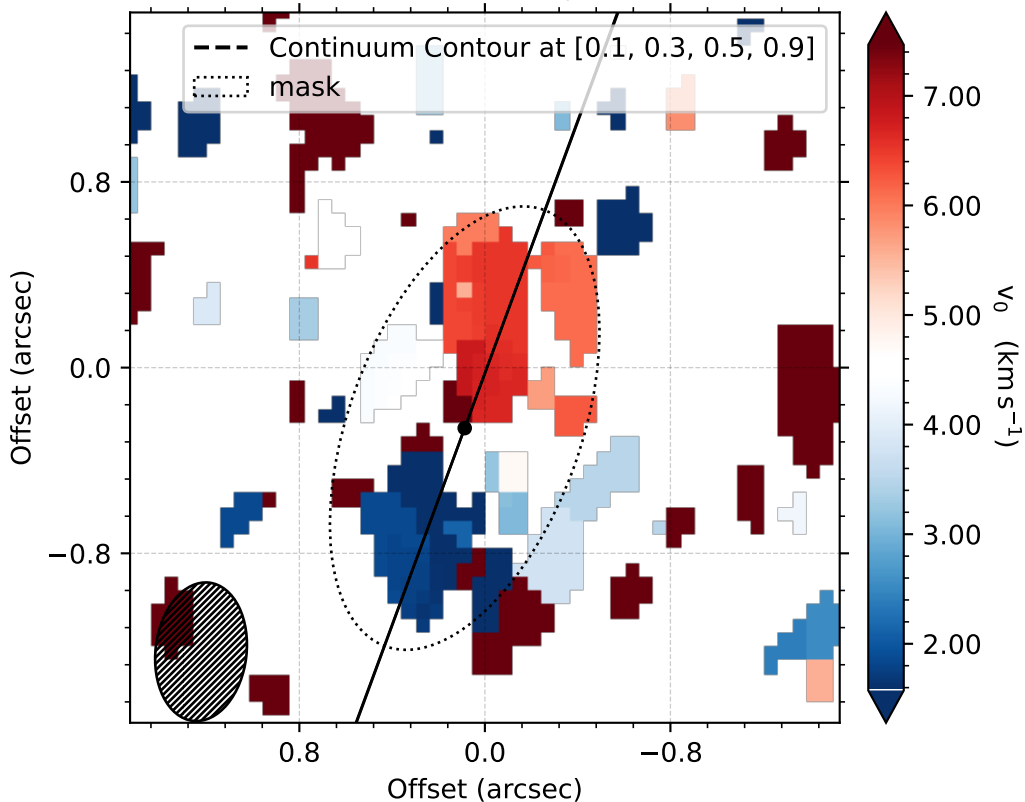 Continuum Contour at [0.1, 0.3, 0.5, 0.9]
mask
0.8
0.0
−0.8
Offset (arcsec)
0.8
0.0
−0.8
Offset (arcsec)
7.00
6.00
5.00
4.00
3.00
2.00
v₀ (km s⁻¹)